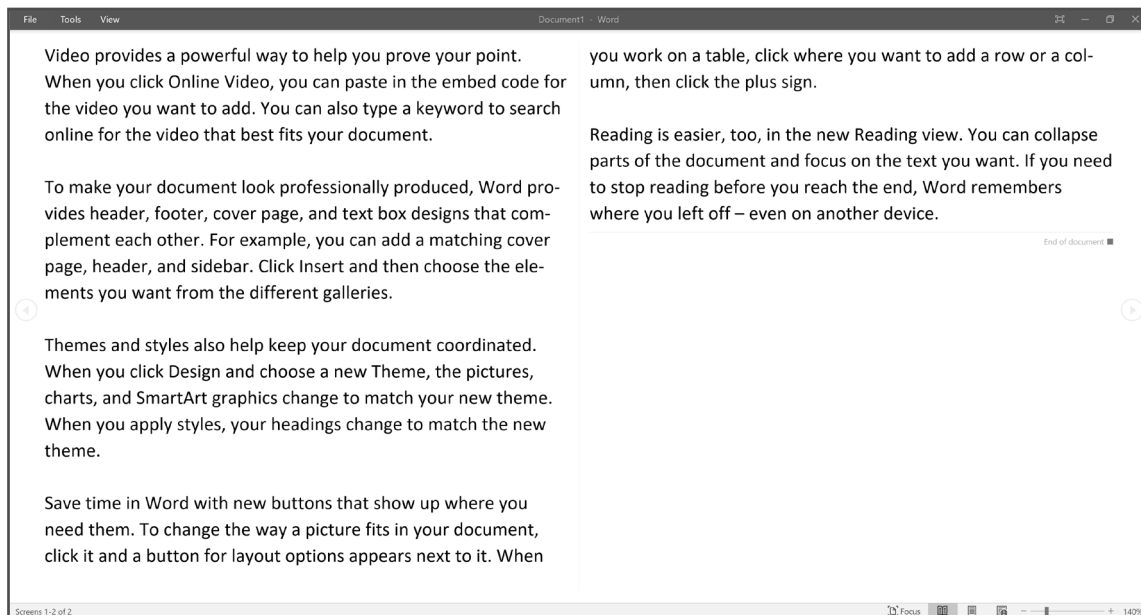 File Tools View Document1 - Word
Video provides a powerful way to help you prove your point.
When you click Online Video, you can paste in the embed code for
the video you want to add. You can also type a keyword to search
online for the video that best fits your document.
To make your document look professionally produced, Word pro-
vides header, footer, cover page, and text box designs that com-
plement each other. For example, you can add a matching cover
page, header, and sidebar. Click Insert and then choose the ele-
ments you want from the different galleries.
Themes and styles also help keep your document coordinated.
When you click Design and choose a new Theme, the pictures,
charts, and SmartArt graphics change to match your new theme.
When you apply styles, your headings change to match the new
theme.
Save time in Word with new buttons that show up where you
need them. To change the way a picture fits in your document,
click it and a button for layout options appears next to it. When
you work on a table, click where you want to add a row or a col-
umn, then click the plus sign.
Reading is easier, too, in the new Reading view. You can collapse
parts of the document and focus on the text you want. If you need
to stop reading before you reach the end, Word remembers
where you left off – even on another device.
End of document
Screens 1-2 of 2 Focus 140%